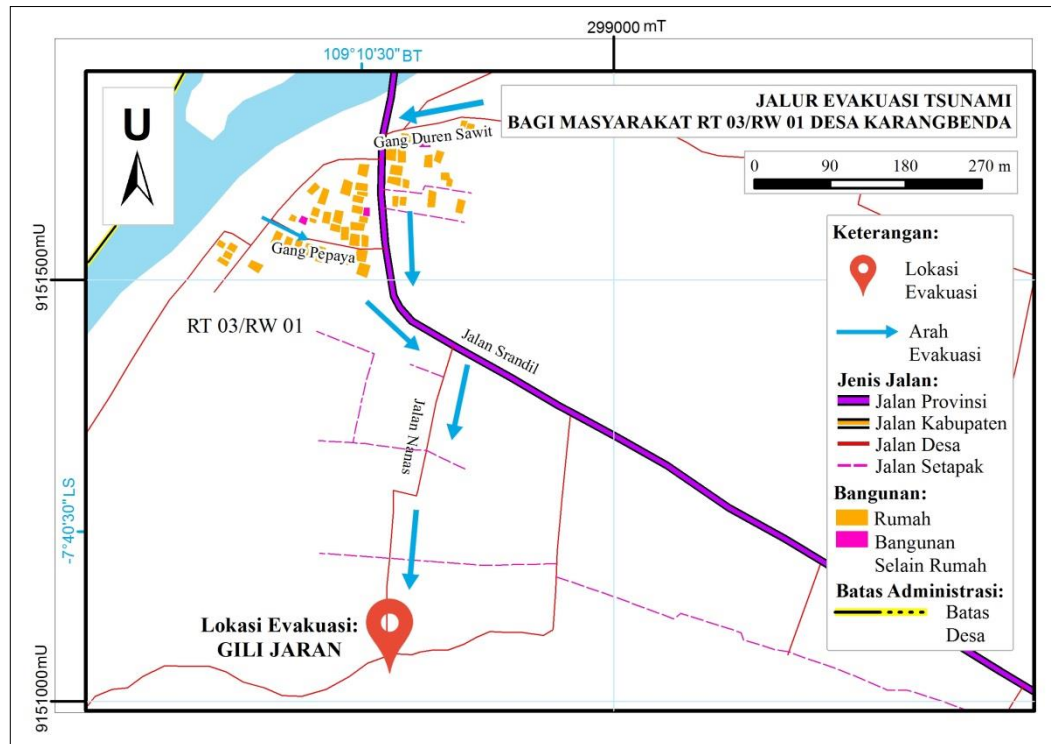 299000 mT
109°10'30" BT
U
JALUR EVAKUASI TSUNAMI
BAGI MASYARAKAT RT 03/RW 01 DESA KARANGBENDA
0 90 180 270 m
Gang Duren Sawit
Gang Pepaya
9151500mU
RT 03/RW 01
Jalan Srandil
Jalan Nanas
-7°40'30" LS
Lokasi Evakuasi:
GILI JARAN
9151000mU
Keterangan:
Lokasi
Evakuasi
Arah
Evakuasi
Jenis Jalan:
Jalan Provinsi
Jalan Kabupaten
Jalan Desa
Jalan Setapak
Bangunan:
Rumah
Bangunan
Selain Rumah
Batas Administrasi:
Batas
Desa